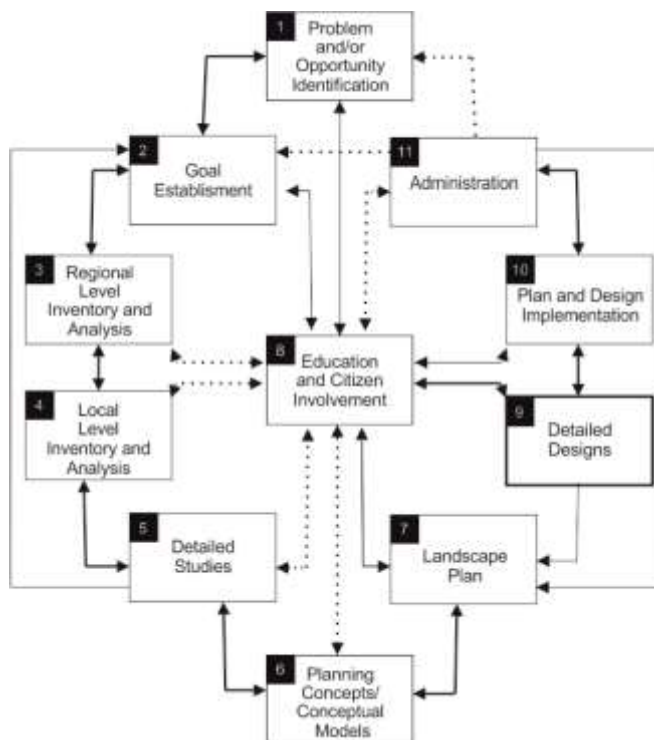 1
Problem
and/or
Opportunity
Identification
2
Goal
Establisment
11
Administration
3
Regional
Level
Inventory and
Analysis
10
Plan and Design
Implementation
8
Education
and Citizen
Involvement
4
Local
Level
Inventory and
Analysis
9
Detailed
Designs
5
Detailed
Studies
7
Landscape
Plan
6
Planning
Concepts/
Conceptual
Models